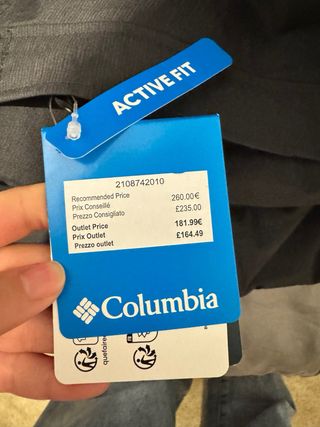 ACTIVE FIT
2108742010
Recommended Price 260.00€
Prix Conseillé £235.00
Prezzo Consigliato
Outlet Price 181.99€
Prix Outlet £164.49
Prezzo outlet
Columbia
quefaire